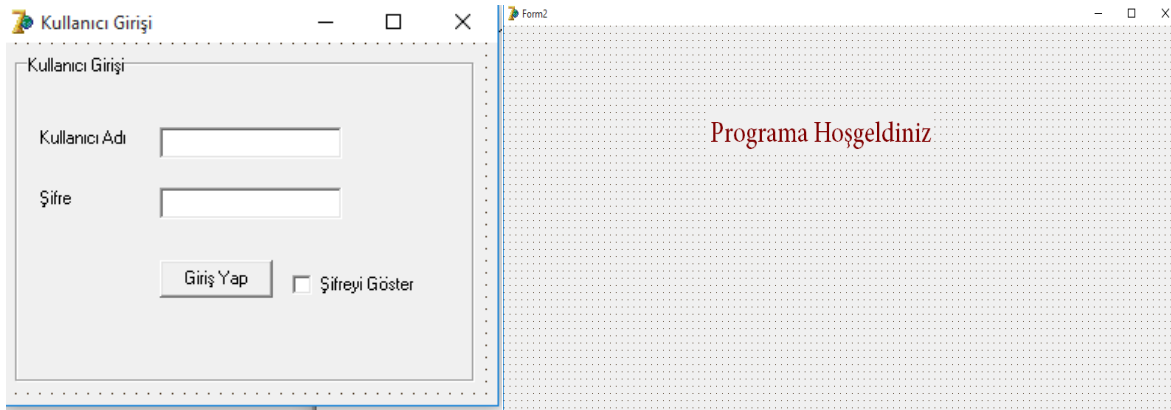 Kullanıcı Girişi
Kullanıcı Girişi
Kullanıcı Adı
Şifre
Giriş Yap
Şifreyi Göster
Form2
Programa Hoşgeldiniz